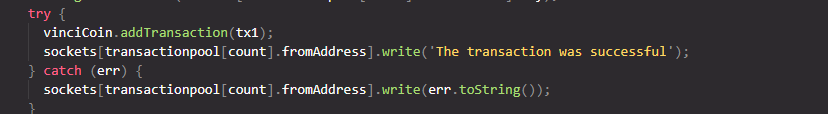 try {
vinciCoin.addTransaction(tx1);
sockets[transactionpool[count].fromAddress].write('The transaction was successful');
} catch (err) {
sockets[transactionpool[count].fromAddress].write(err.toString());
}